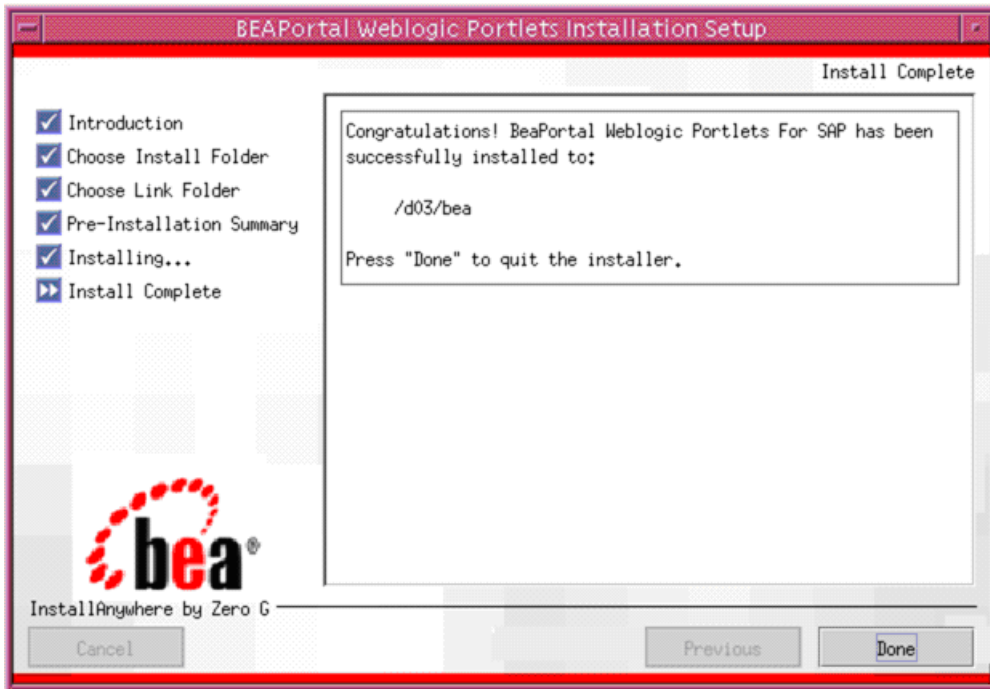 BEAPortal Weblogic Portlets Installation Setup
Install Complete
Introduction
Choose Install Folder
Choose Link Folder
Pre-Installation Summary
Installing...
Install Complete
Congratulations! BeaPortal Weblogic Portlets For SAP has been
successfully installed to:
/d03/bea
Press "Done" to quit the installer.
bea®
InstallAnywhere by Zero G
Cancel
Previous
Done